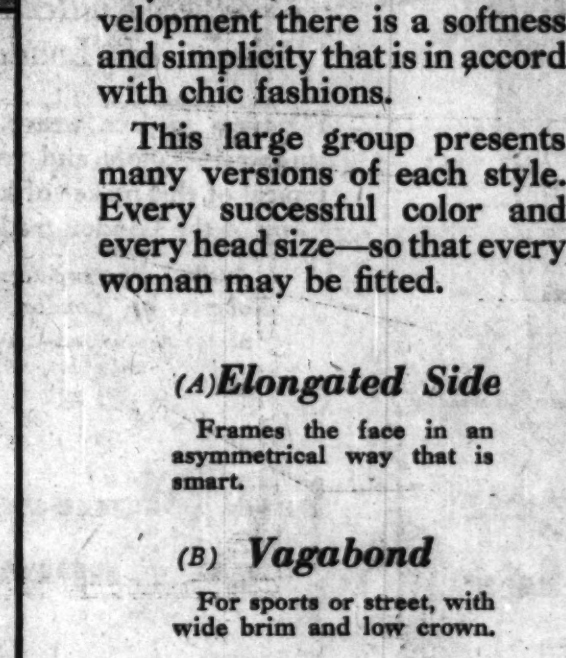 velopment there is a softness
and simplicity that is in accord
with chic fashions.
This large group presents
many versions of each style.
Every successful color and
every head size—so that every
woman may be fitted.
(A) Elongated Side
Frames the face in an
asymmetrical way that is
smart.
(B) Vagabond
For sports or street, with
wide brim and low crown.